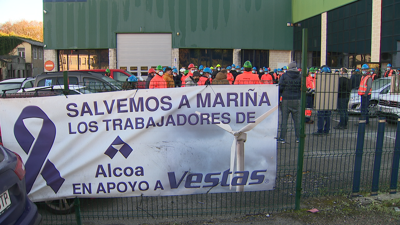 SALVEMOS A MARIÑA
LOS TRABAJADORES DE
Alcoa
EN APOYO A Vestas